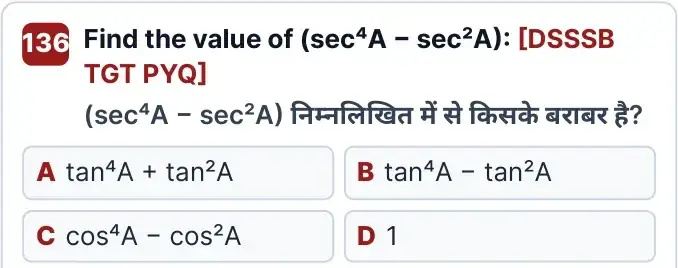 136 Find the value of (sec⁴A − sec²A): [DSSSB
TGT PYQ]
(sec⁴A − sec²A) निम्नलिखित में से किसके बराबर है?
A tan⁴A + tan²A
B tan⁴A − tan²A
C cos⁴A − cos²A
D 1